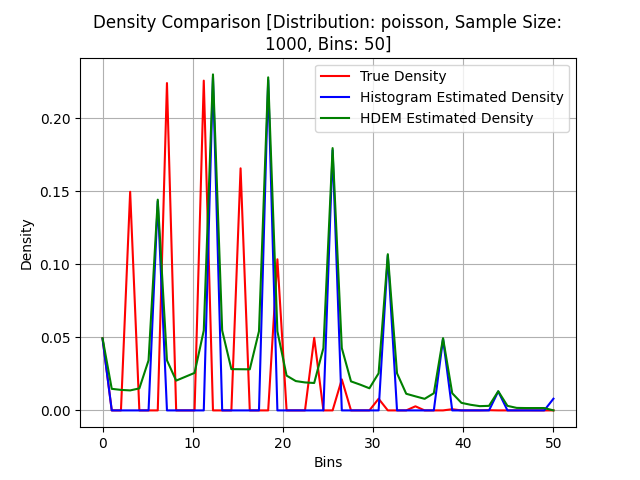 Density Comparison [Distribution: poisson, Sample Size:
1000, Bins: 50]
True Density
Histogram Estimated Density
HDEM Estimated Density
Density
0.20
0.15
0.10
0.05
0.00
0 10 20 30 40 50
Bins